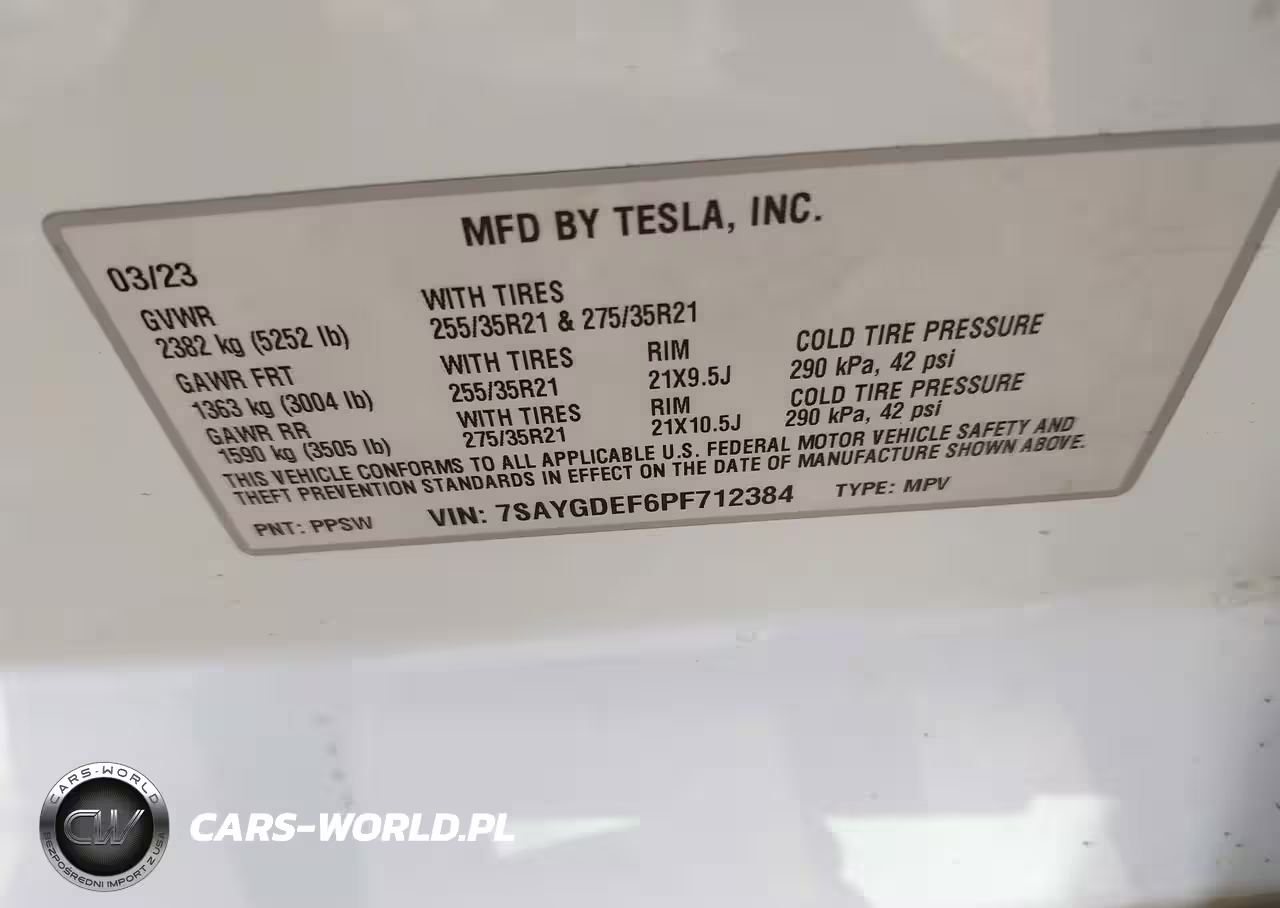 MFD BY TESLA, INC.
03/23
GVWR WITH TIRES
2382 kg (5252 lb) 255/35R21 & 275/35R21
GAWR FRT WITH TIRES RIM COLD TIRE PRESSURE
1363 kg (3004 lb) 255/35R21 21X9.5J 290 kPa, 42 psi
GAWR RR WITH TIRES RIM COLD TIRE PRESSURE
1590 kg (3505 lb) 275/35R21 21X10.5J 290 kPa, 42 psi
THIS VEHICLE CONFORMS TO ALL APPLICABLE U.S. FEDERAL MOTOR VEHICLE SAFETY AND
THEFT PREVENTION STANDARDS IN EFFECT ON THE DATE OF MANUFACTURE SHOWN ABOVE.
PNT: PPSW VIN: 7SAYGDEF6PF712384 TYPE: MPV
CARS-WORLD
CW
BEZPOŚREDNI IMPORT Z USA
CARS-WORLD.PL